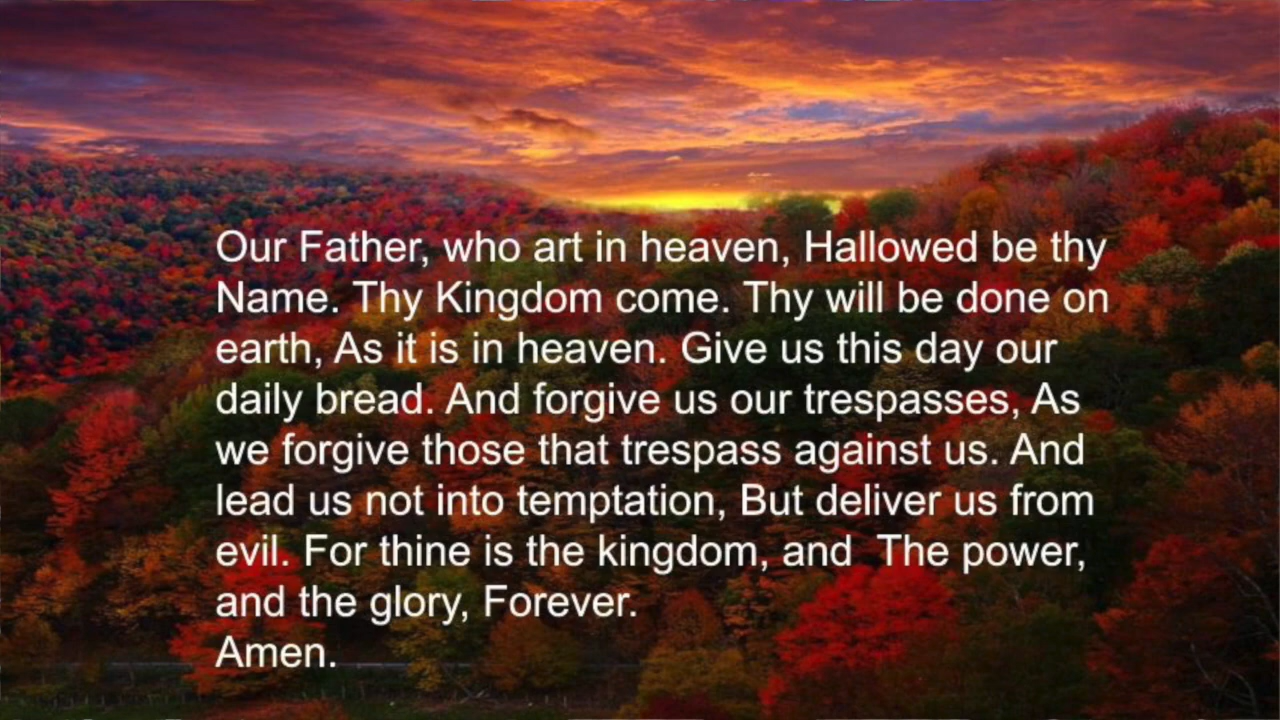 Our Father, who art in heaven, Hallowed be thy
Name. Thy Kingdom come. Thy will be done on
earth, As it is in heaven. Give us this day our
daily bread. And forgive us our trespasses, As
we forgive those that trespass against us. And
lead us not into temptation, But deliver us from
evil. For thine is the kingdom, and  The power,
and the glory, Forever.
Amen.